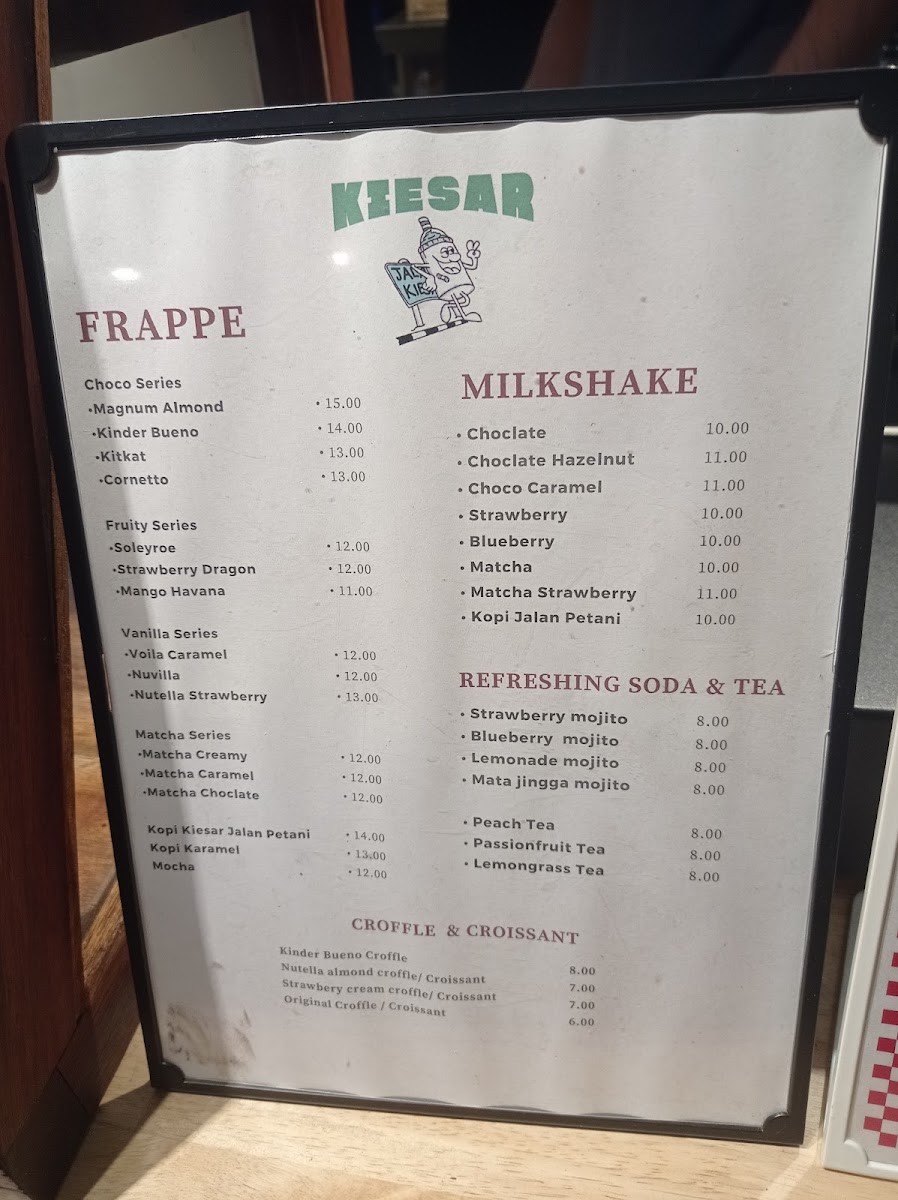 KIESAR
FRAPPE
Choco Series
•Magnum Almond • 15.00
•Kinder Bueno • 14.00
•Kitkat • 13.00
•Cornetto • 13.00
Fruity Series
•Soleyroe • 12.00
•Strawberry Dragon • 12.00
•Mango Havana • 11.00
Vanilla Series
•Voila Caramel • 12.00
•Nuvilla • 12.00
•Nutella Strawberry • 13.00
Matcha Series
•Matcha Creamy • 12.00
•Matcha Caramel • 12.00
•Matcha Choclate • 12.00
Kopi Kiesar Jalan Petani • 14.00
Kopi Karamel • 13.00
Mocha • 12.00
MILKSHAKE
• Choclate 10.00
• Choclate Hazelnut 11.00
• Choco Caramel 11.00
• Strawberry 10.00
• Blueberry 10.00
• Matcha 10.00
• Matcha Strawberry 11.00
• Kopi Jalan Petani 10.00
REFRESHING SODA & TEA
• Strawberry mojito 8.00
• Blueberry mojito 8.00
• Lemonade mojito 8.00
• Mata jingga mojito 8.00
• Peach Tea 8.00
• Passionfruit Tea 8.00
• Lemongrass Tea 8.00
CROFFLE & CROISSANT
Kinder Bueno Croffle 8.00
Nutella almond croffle/ Croissant 7.00
Strawbery cream croffle/ Croissant 7.00
Original Croffle / Croissant 6.00